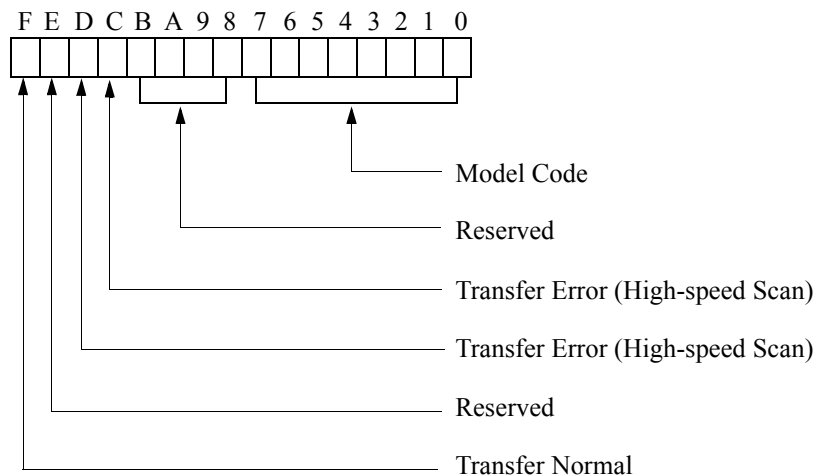 F E D C B A 9 8 7 6 5 4 3 2 1 0
Model Code
Reserved
Transfer Error (High-speed Scan)
Transfer Error (High-speed Scan)
Reserved
Transfer Normal